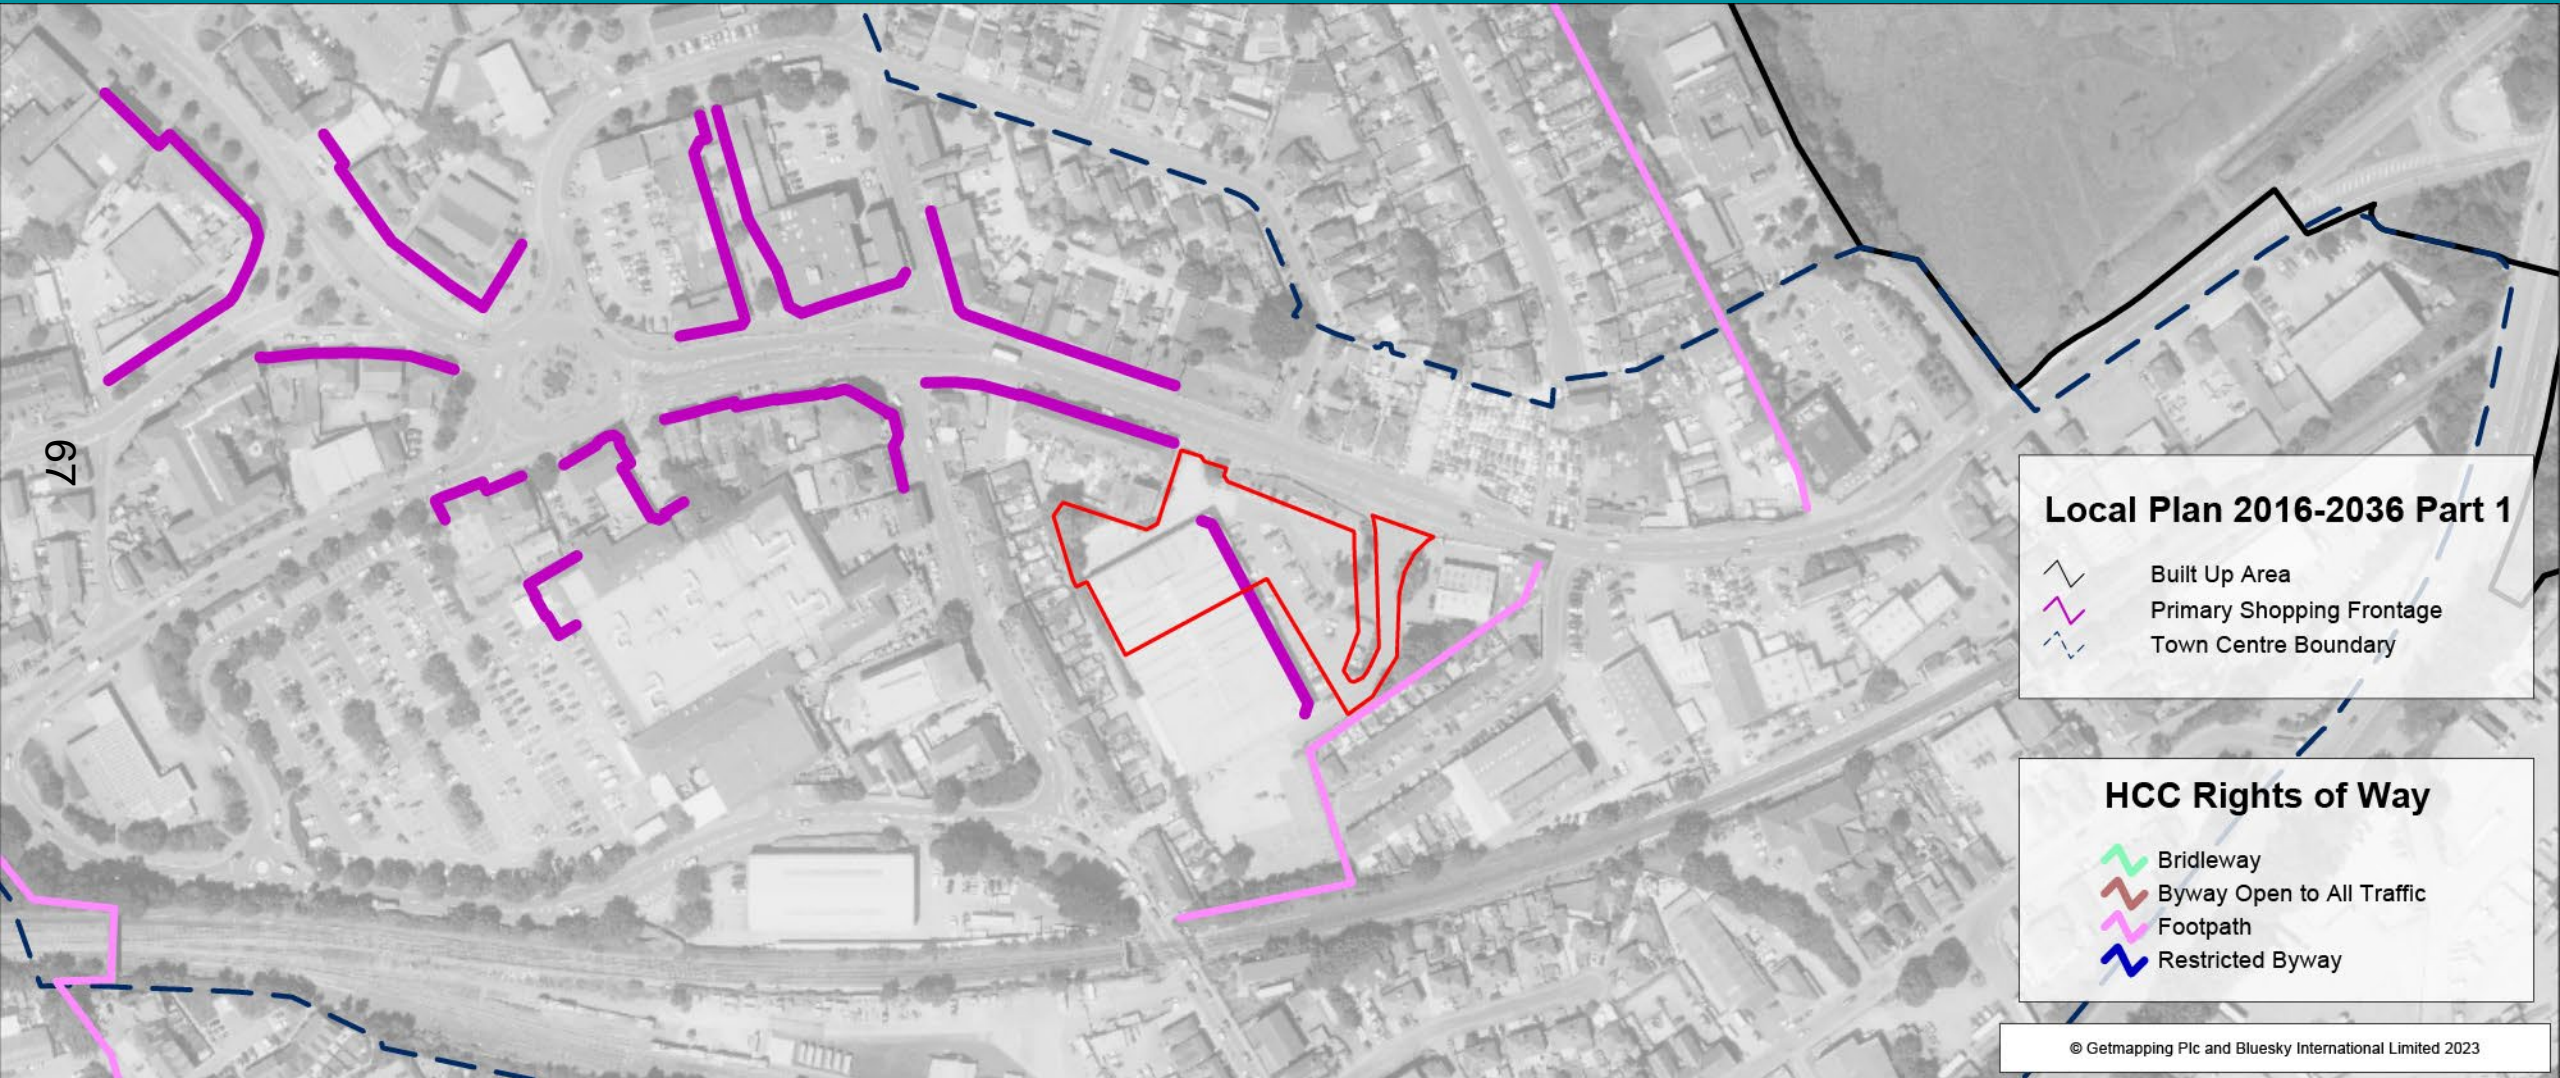 67
Local Plan 2016-2036 Part 1
Built Up Area
Primary Shopping Frontage
Town Centre Boundary
HCC Rights of Way
Bridleway
Byway Open to All Traffic
Footpath
Restricted Byway
© Getmapping Plc and Bluesky International Limited 2023